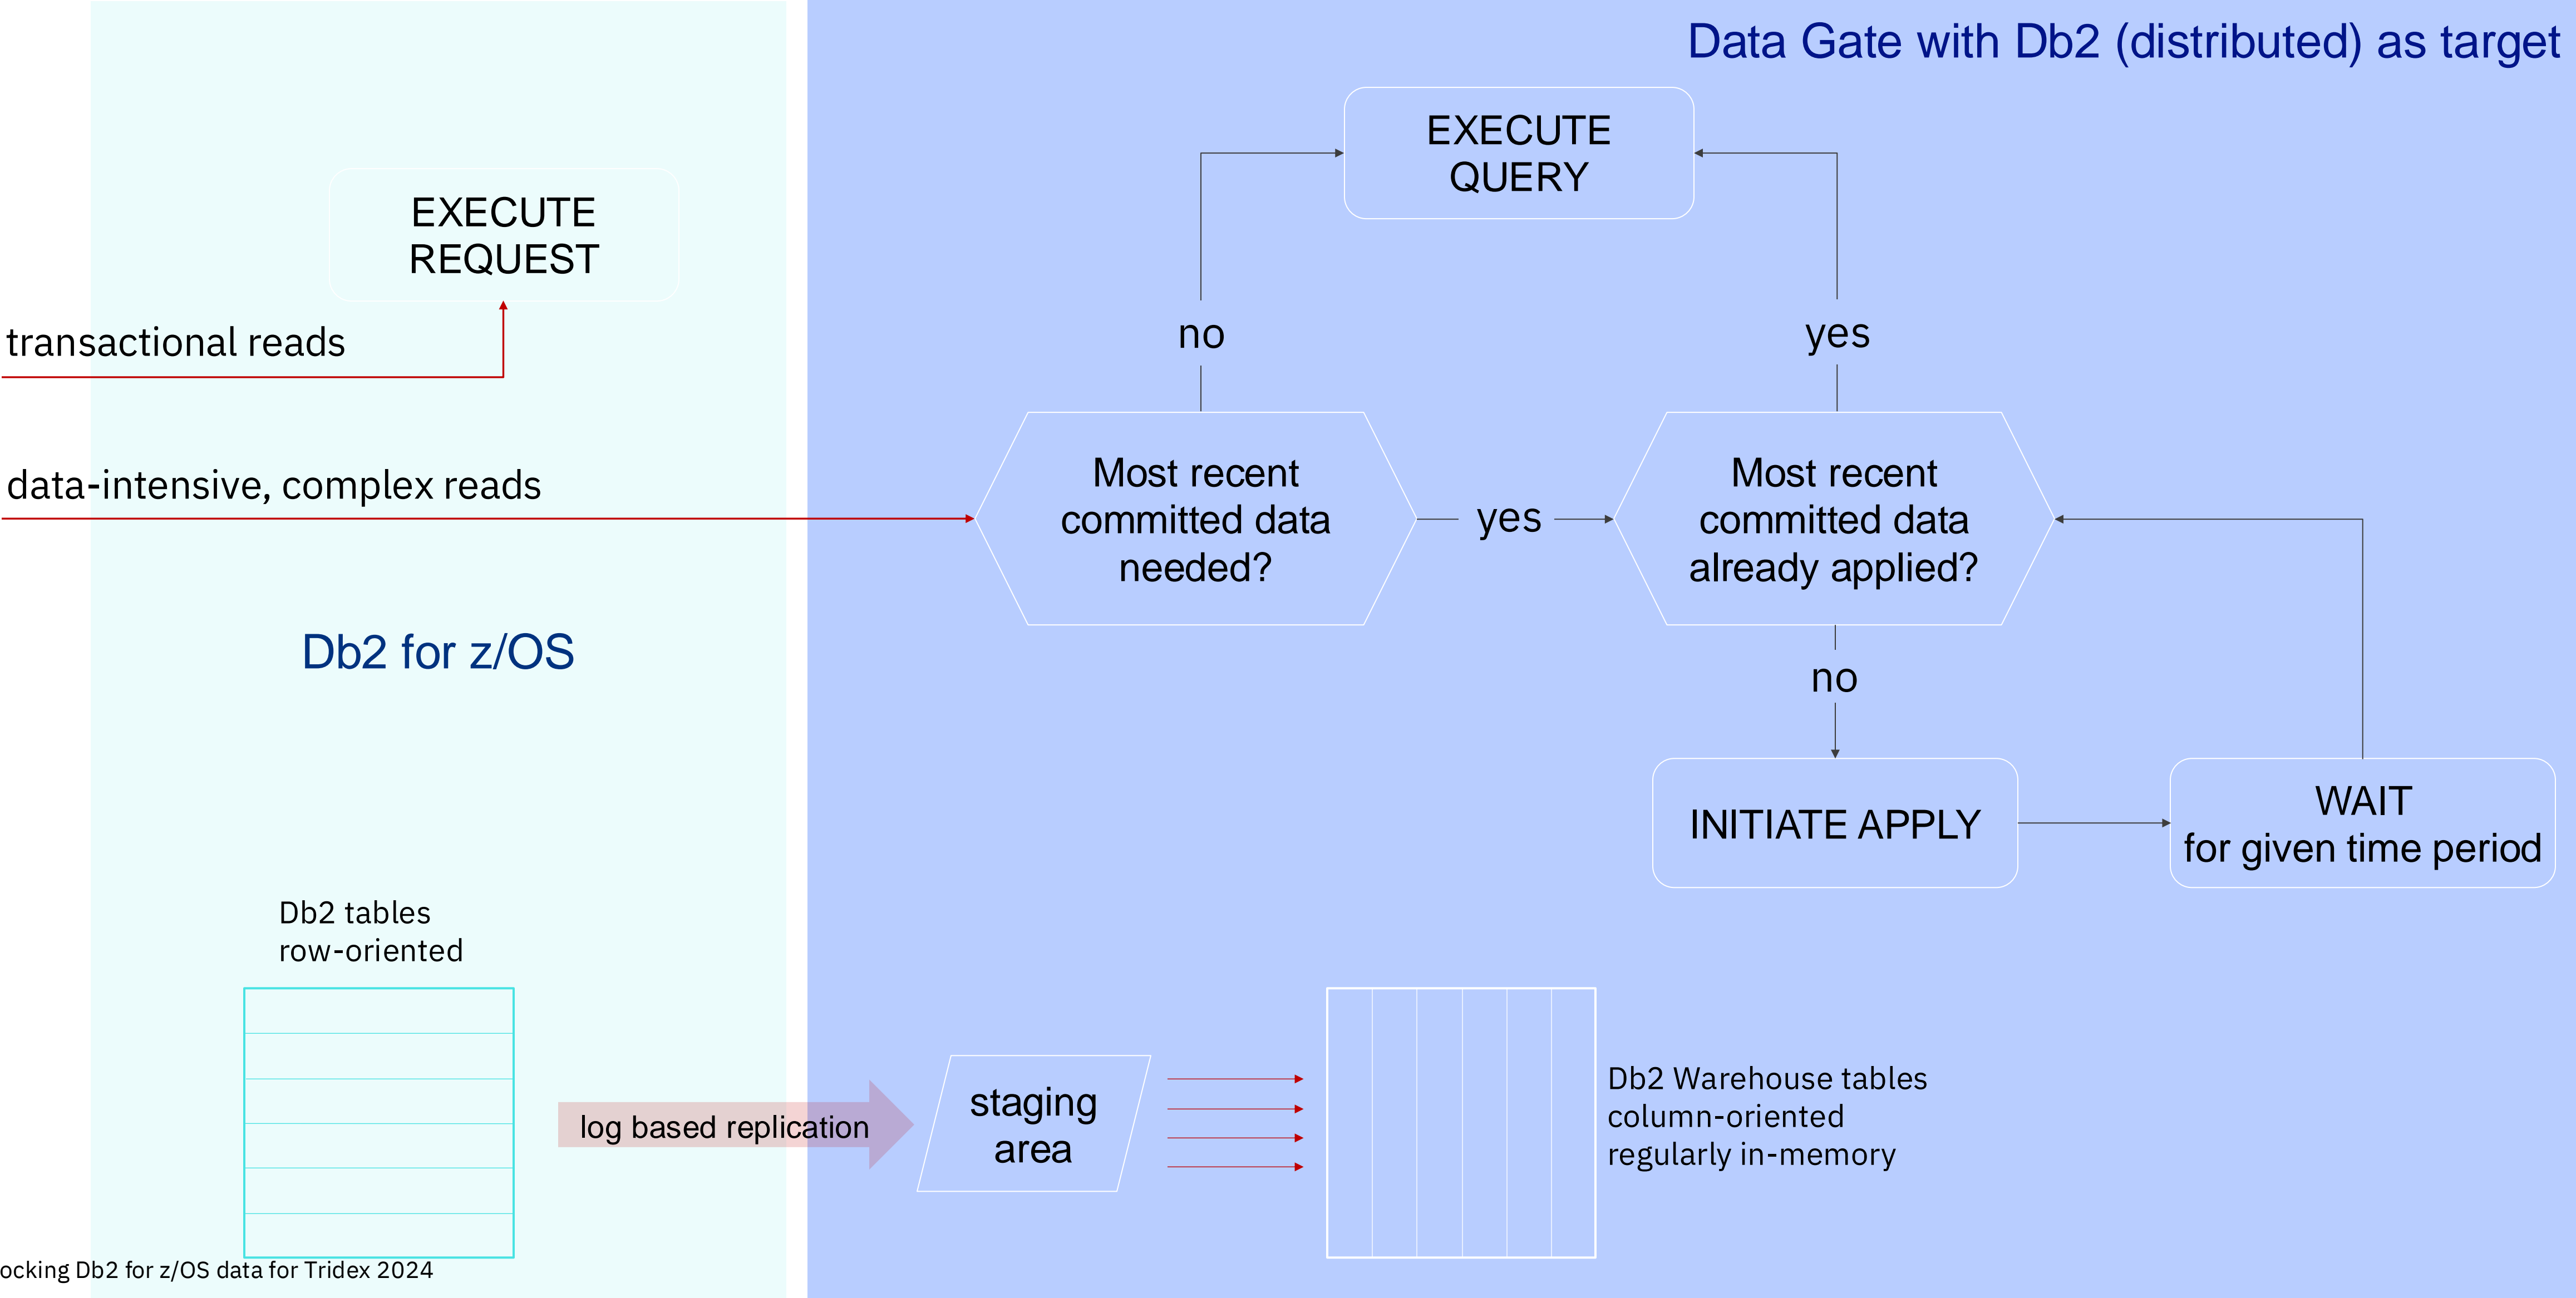 Data Gate with Db2 (distributed) as target
EXECUTE
QUERY
EXECUTE
REQUEST
transactional reads
no
yes
data-intensive, complex reads
Most recent
committed data
needed?
yes
Most recent
committed data
already applied?
Db2 for z/OS
no
INITIATE APPLY
WAIT
for given time period
Db2 tables
row-oriented
log based replication
staging
area
Db2 Warehouse tables
column-oriented
regularly in-memory
ocking Db2 for z/OS data for Tridex 2024